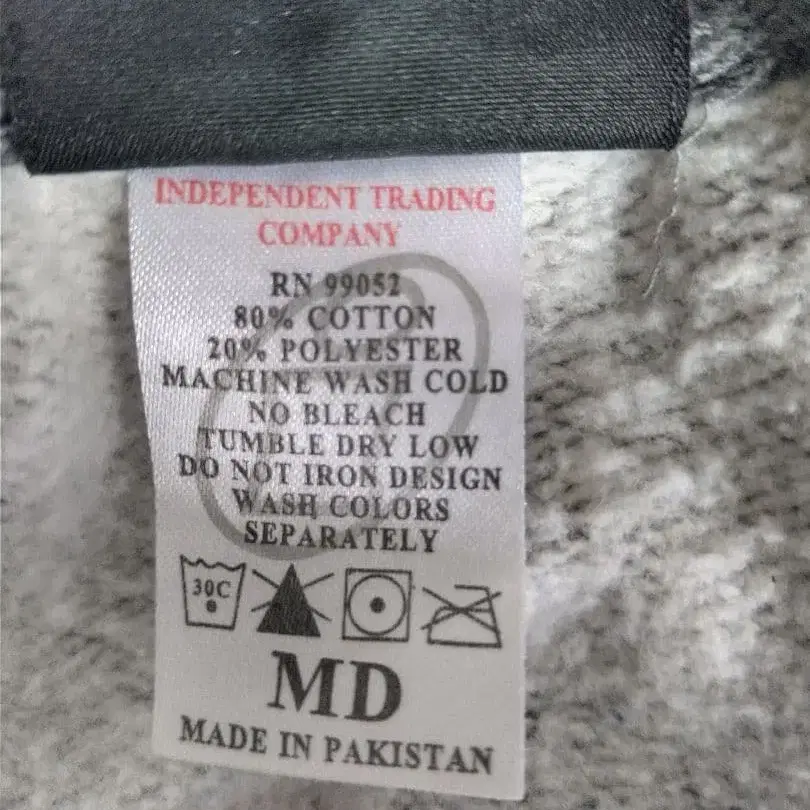 INDEPENDENT TRADING
COMPANY
RN 99052
80% COTTON
20% POLYESTER
MACHINE WASH COLD
NO BLEACH
TUMBLE DRY LOW
DO NOT IRON DESIGN
WASH COLORS
SEPARATELY
30C
MD
MADE IN PAKISTAN